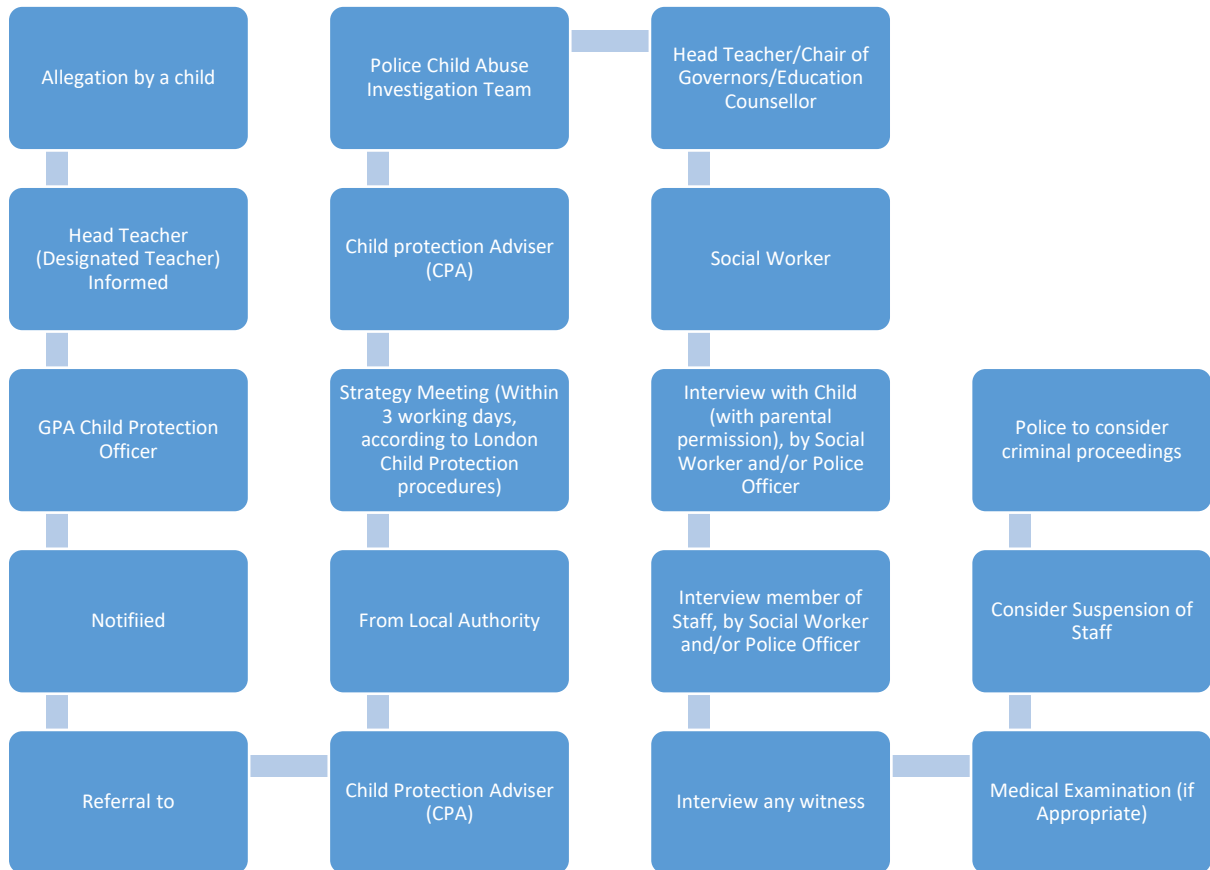 Allegation by a child
Head Teacher
(Designated Teacher)
Informed
GPA Child Protection
Officer
Notifiied
Referral to
Child Protection Adviser
(CPA)
From Local Authority
Strategy Meeting (Within
3 working days,
according to London
Child Protection
procedures)
Child protection Adviser
(CPA)
Police Child Abuse
Investigation Team
Head Teacher/Chair of
Governors/Education
Counsellor
Social Worker
Interview with Child
(with parental
permission), by Social
Worker and/or Police
Officer
Interview member of
Staff, by Social Worker
and/or Police Officer
Interview any witness
Medical Examination (if
Appropriate)
Consider Suspension of
Staff
Police to consider
criminal proceedings